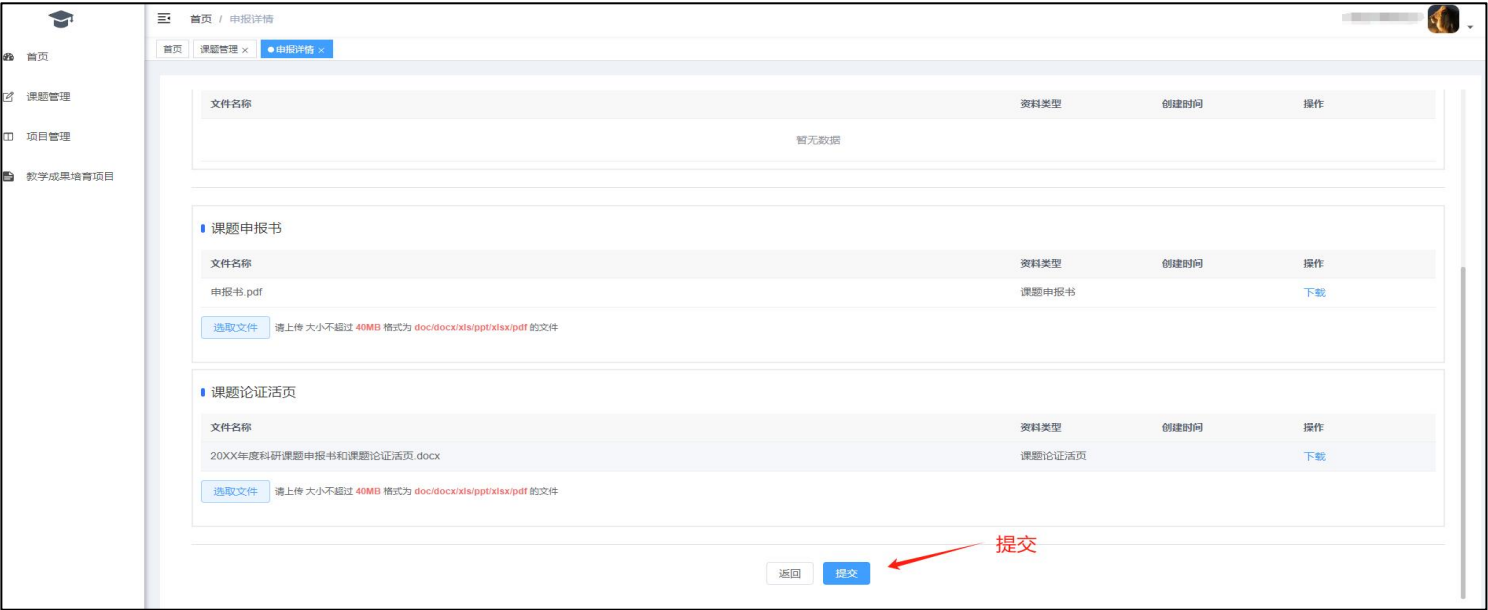 首页 / 申报详情
首页 课题管理 × 申报详情 ×
首页
课题管理
项目管理
教学成果培育项目
文件名称 资料类型 创建时间 操作
暂无数据
课题申报书
文件名称 资料类型 创建时间 操作
申报书.pdf 课题申报书 下载
选取文件 请上传 大小不超过 40MB 格式为 doc/docx/xls/ppt/xlsx/pdf 的文件
课题论证活页
文件名称 资料类型 创建时间 操作
20XX年度科研课题申报书和课题论证活页.docx 课题论证活页 下载
选取文件 请上传 大小不超过 40MB 格式为 doc/docx/xls/ppt/xlsx/pdf 的文件
提交
返回 提交